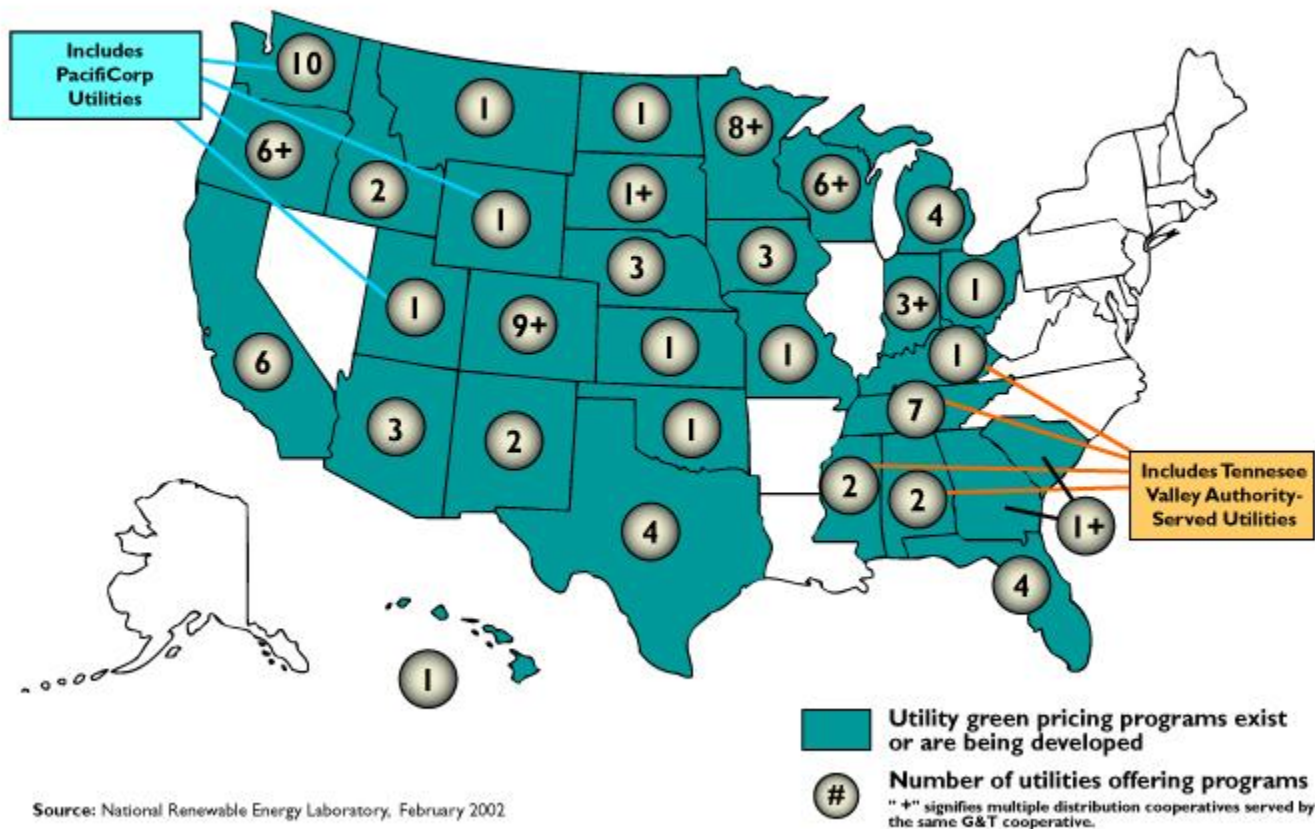 Includes
PacifiCorp
Utilities
10
1
1
8+
6+
2
1
1+
6+
4
3
3
1
9+
3+
1
6
1
1
1
3
2
1
7
2
2
4
1+
4
1
Includes Tennesee
Valley Authority-
Served Utilities
Utility green pricing programs exist
or are being developed
#
Number of utilities offering programs
"+" signifies multiple distribution cooperatives served by
the same G&T cooperative.
Source: National Renewable Energy Laboratory, February 2002